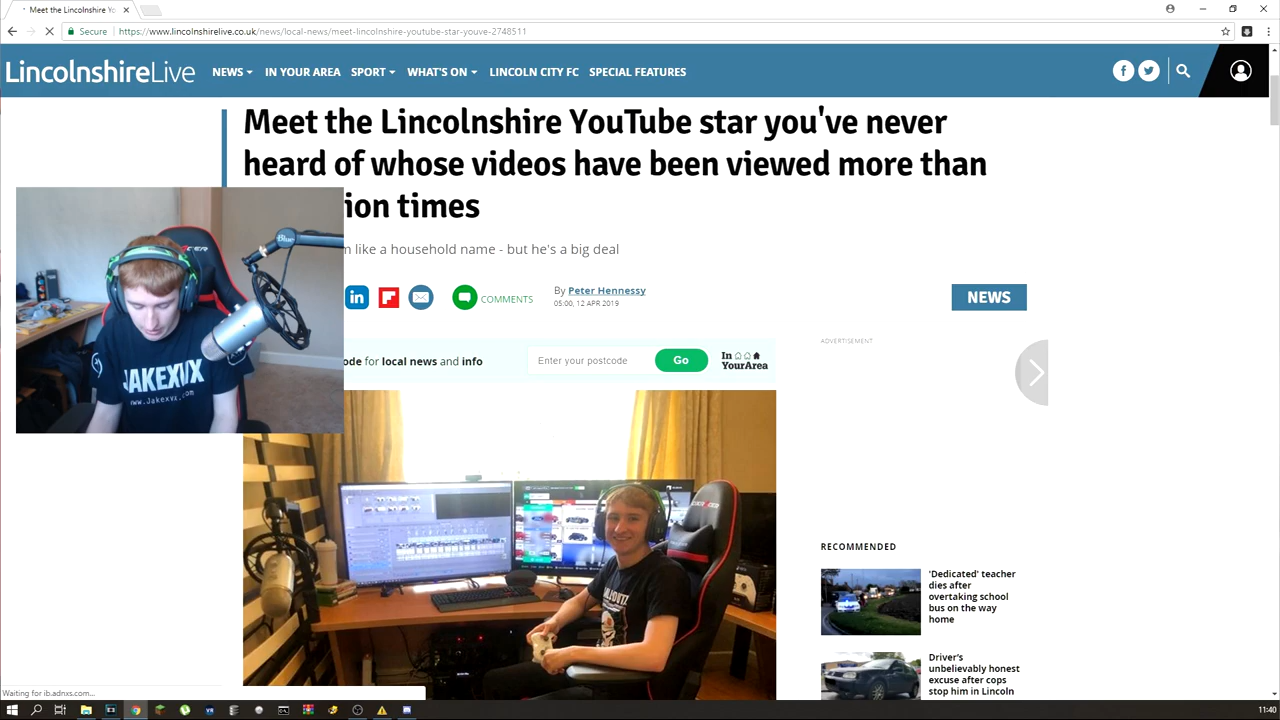 Meet the Lincolnshire Yo
Secure
https://www.lincolnshirelive.co.uk/news/local-news/meet-lincolnshire-youtube-star-youve-2748511
LincolnshireLive
NEWS
IN YOUR AREA
SPORT
WHAT'S ON
LINCOLN CITY FC
SPECIAL FEATURES
Meet the Lincolnshire YouTube star you've never
heard of whose videos have been viewed more than
ion times
like a household name - but he's a big deal
in
COMMENTS
By Peter Hennessy
05:00, 12 APR 2019
NEWS
ADVERTISEMENT
ode for local news and info
Enter your postcode
Go
In
YourArea
Blue
JAKEXVX
www.JakexVx.com
RECOMMENDED
'Dedicated' teacher
dies after
overtaking school
bus on the way
home
Driver's
unbelievably honest
excuse after cops
stop him in Lincoln
Waiting for ib.adnxs.com...
11:40